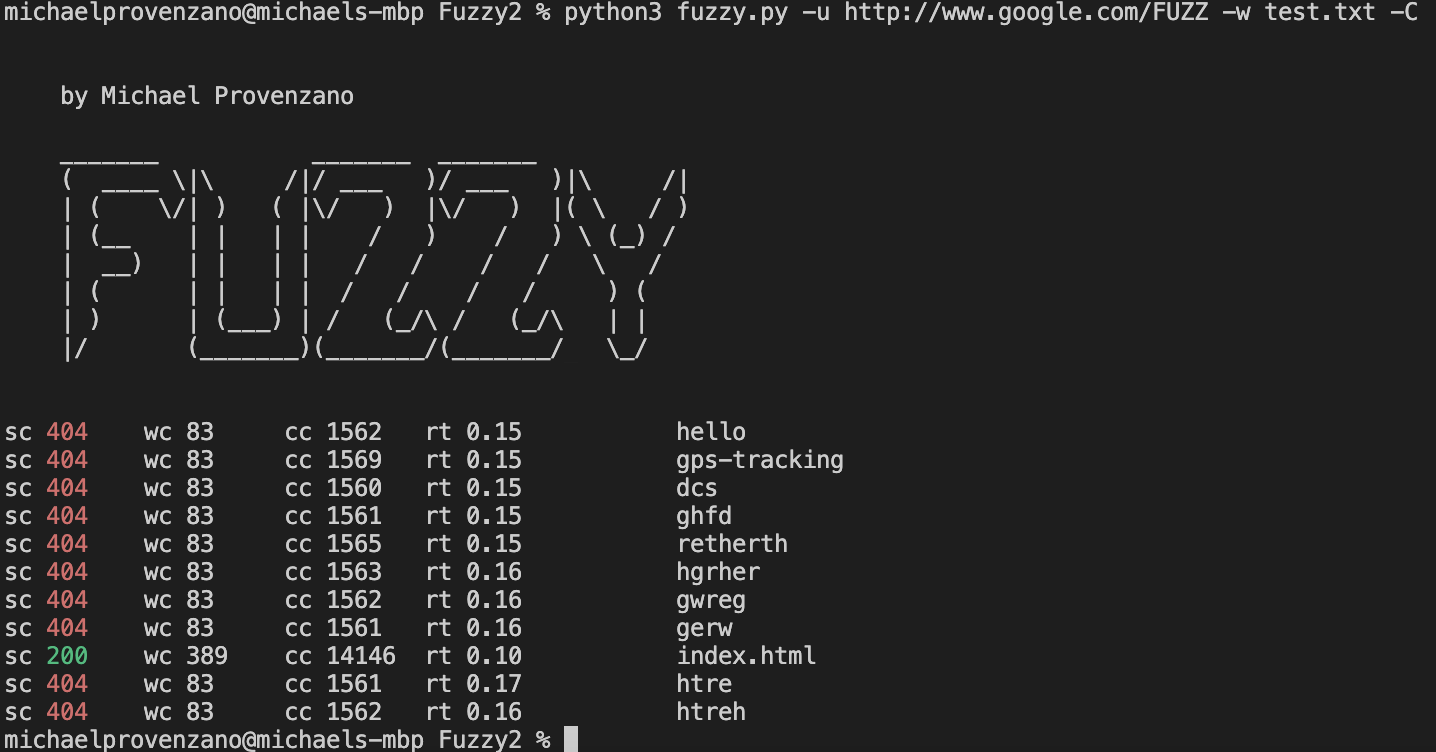 michaelprovenzano@michaels-mbp Fuzzy2 % python3 fuzzy.py -u http://www.google.com/FUZZ -w test.txt -C
by Michael Provenzano
FUZZY
sc 404 wc 83 cc 1562 rt 0.15 hello
sc 404 wc 83 cc 1569 rt 0.15 gps-tracking
sc 404 wc 83 cc 1560 rt 0.15 dcs
sc 404 wc 83 cc 1561 rt 0.15 ghfd
sc 404 wc 83 cc 1565 rt 0.15 retherth
sc 404 wc 83 cc 1563 rt 0.16 hgrher
sc 404 wc 83 cc 1562 rt 0.16 gwreg
sc 404 wc 83 cc 1561 rt 0.16 gerw
sc 200 wc 389 cc 14146 rt 0.10 index.html
sc 404 wc 83 cc 1561 rt 0.17 htre
sc 404 wc 83 cc 1562 rt 0.16 htreh
michaelprovenzano@michaels-mbp Fuzzy2 %